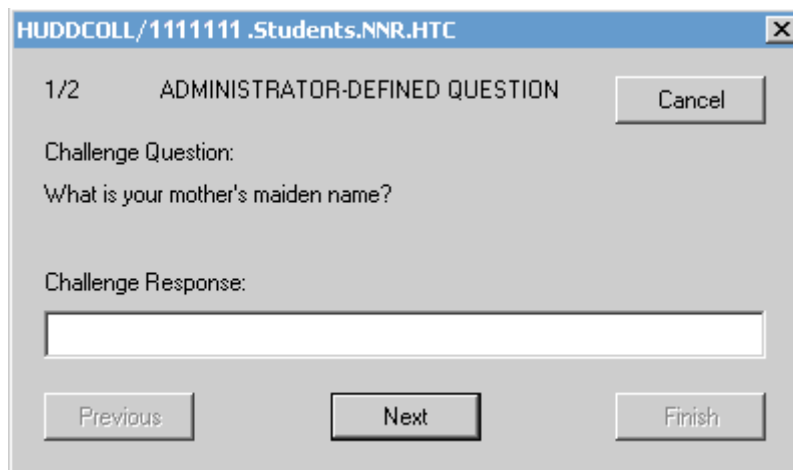 HUDDCOLL/1111111 .Students.NNR.HTC
1/2 ADMINISTRATOR-DEFINED QUESTION
Cancel
Challenge Question:
What is your mother's maiden name?
Challenge Response:
Previous Next Finish